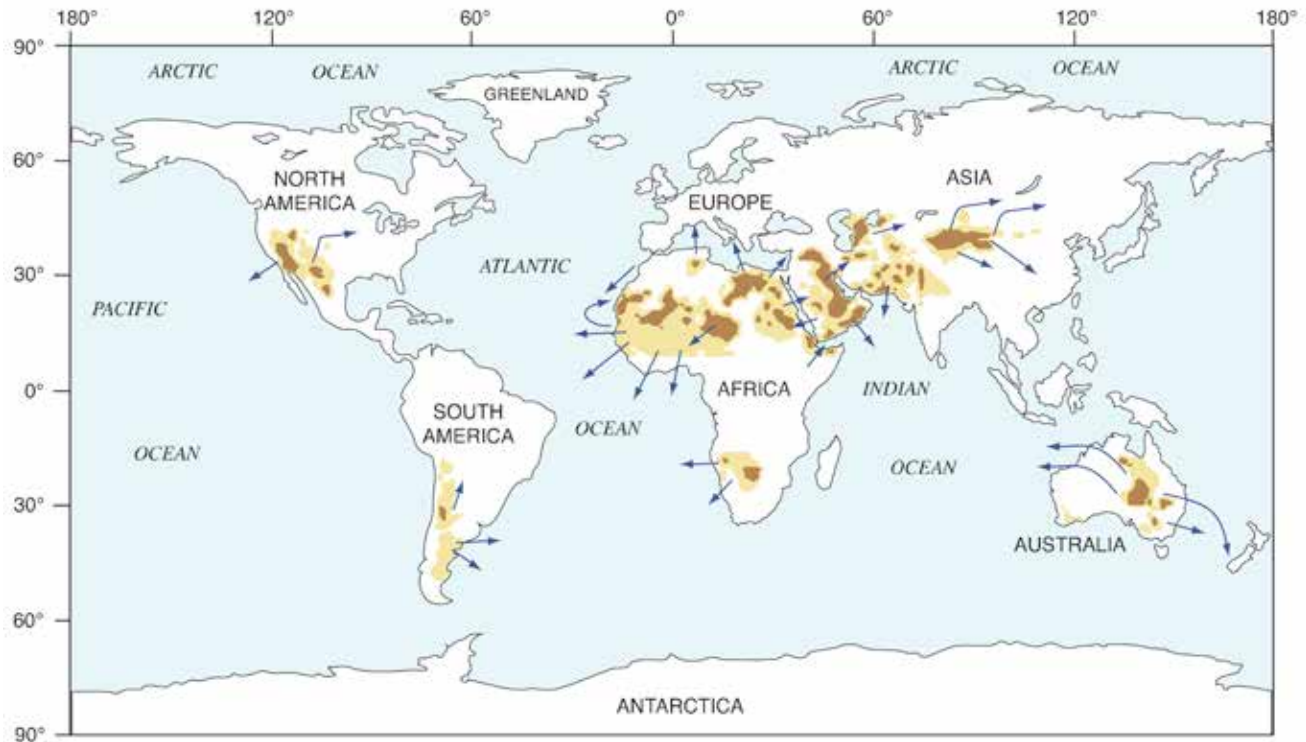 180° 120° 60° 0° 60° 120° 180°
90°
ARCTIC OCEAN ARCTIC OCEAN
GREENLAND
60°
NORTH
AMERICA
EUROPE
ASIA
ATLANTIC
30°
PACIFIC
0°
AFRICA
INDIAN
SOUTH
AMERICA
OCEAN
OCEAN
OCEAN
30°
AUSTRALIA
60°
ANTARCTICA
90°